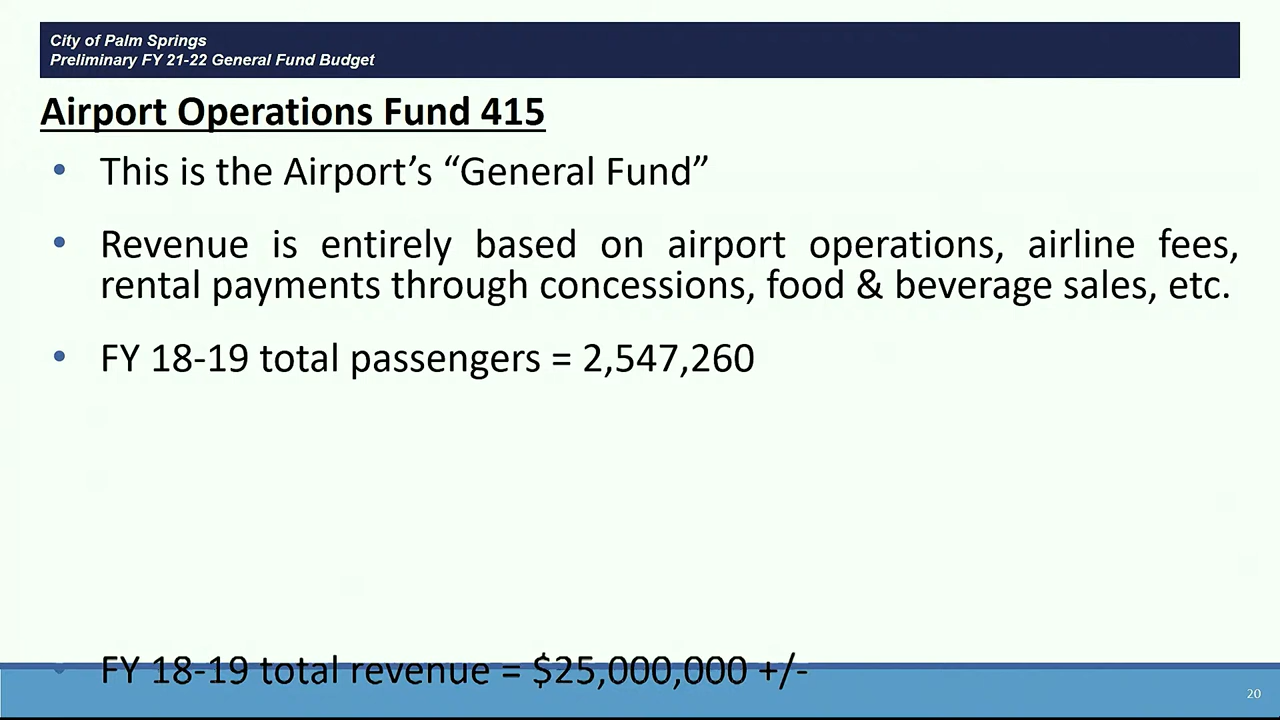 City of Palm Springs
Preliminary FY 21-22 General Fund Budget
Airport Operations Fund 415
• This is the Airport’s “General Fund”
• Revenue is entirely based on airport operations, airline fees,
rental payments through concessions, food & beverage sales, etc.
• FY 18-19 total passengers = 2,547,260
• FY 18-19 total revenue = $25,000,000 +/-
20